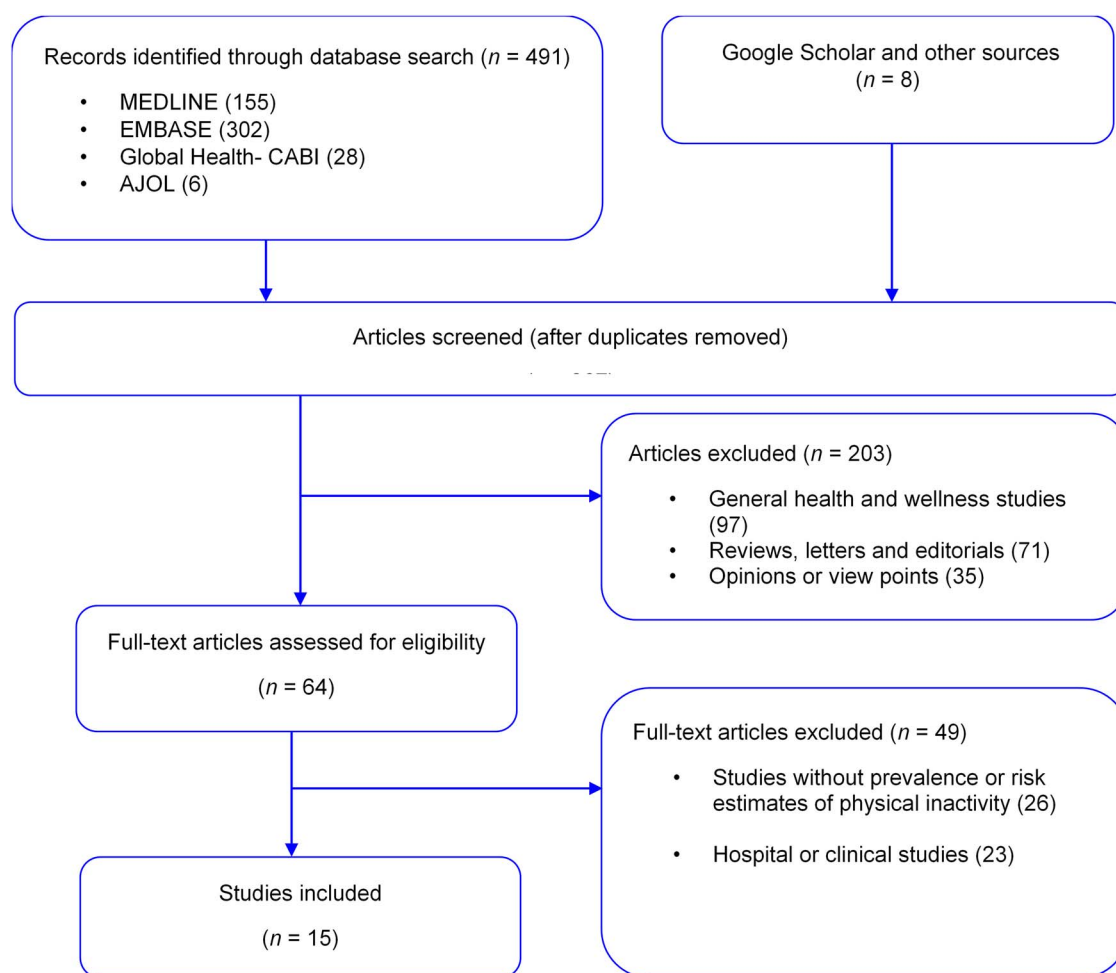 Records identified through database search (n = 491)
• MEDLINE (155)
• EMBASE (302)
• Global Health- CABI (28)
• AJOL (6)
Google Scholar and other sources
(n = 8)
Articles screened (after duplicates removed)
Articles excluded (n = 203)
• General health and wellness studies
(97)
• Reviews, letters and editorials (71)
• Opinions or view points (35)
Full-text articles assessed for eligibility
(n = 64)
Full-text articles excluded (n = 49)
• Studies without prevalence or risk
estimates of physical inactivity (26)
• Hospital or clinical studies (23)
Studies included
(n = 15)